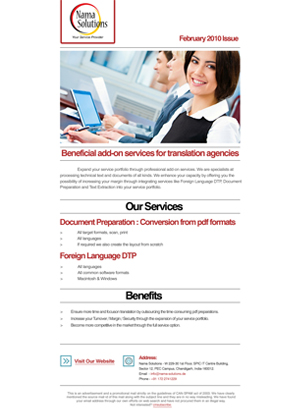 Nama
Solutions
Your Service Provider
February 2010 Issue
Beneficial add-on services for translation agencies
Expand your service portfolio through professional add-on services. We are specialists at
processing technical text and documents of all kinds. We enhance your capacity by offering you the
possibility of increasing your margin through integrating services like Foreign Language DTP, Document
Preparation and Text Extraction into your service portfolio.
Our Services
Document Preparation : Conversion from pdf formats
All target formats, scan, print
All languages
If required we also create the layout from scratch
Foreign Language DTP
All languages
All common software formats
Macintosh & Windows
Benefits
Ensure more time and focus on translation by outsourcing the time consuming pdf preparations.
Increase your Turnover / Margin / Security through the expansion of your service portfolio.
Become more competitive in the market through the full-service option.
Visit Our Website
Address:
Email :
Phone :